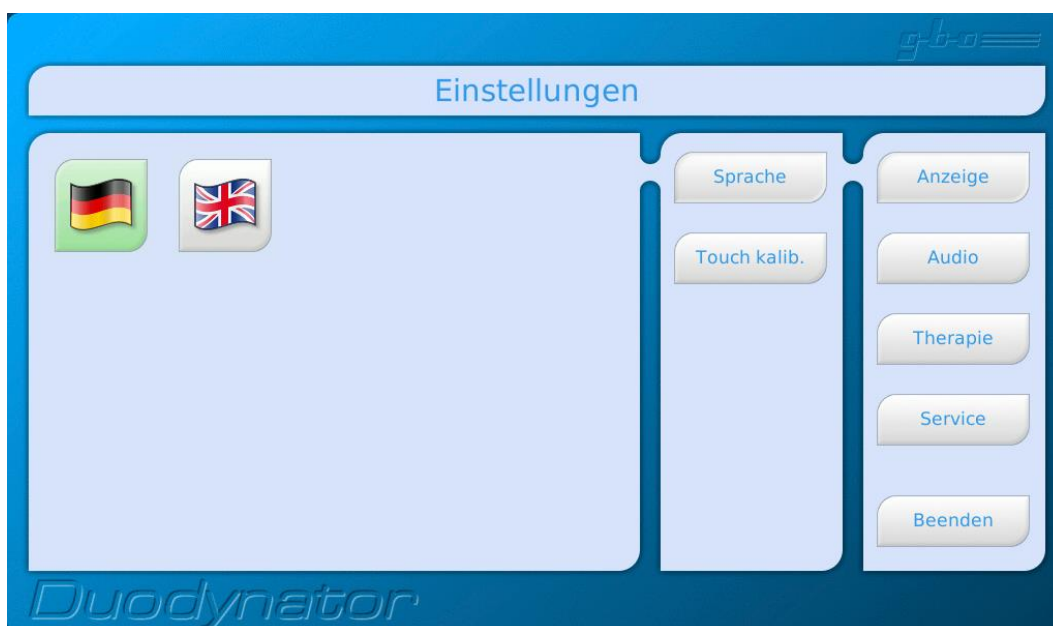 g-b-o
Einstellungen
Sprache
Touch kalib.
Anzeige
Audio
Therapie
Service
Beenden
Duodynator